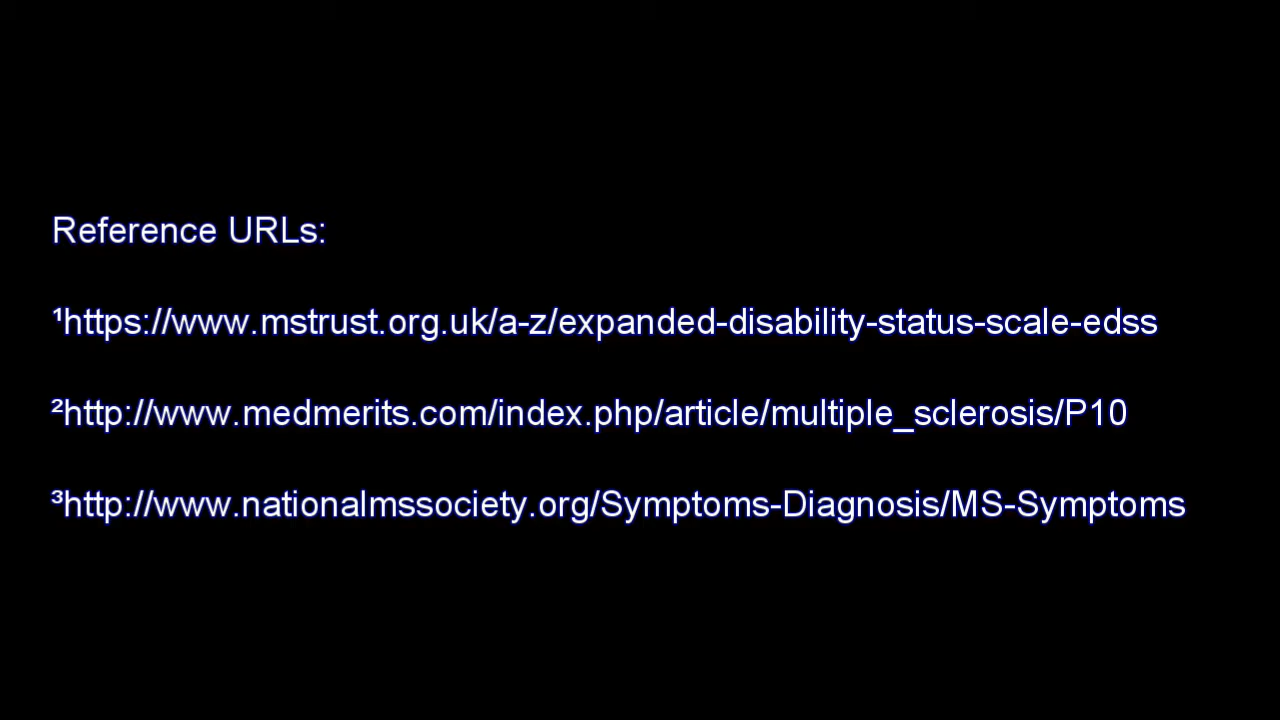 Reference URLs:
¹https://www.mstrust.org.uk/a-z/expanded-disability-status-scale-edss
²http://www.medmerits.com/index.php/article/multiple_sclerosis/P10
³http://www.nationalmssociety.org/Symptoms-Diagnosis/MS-Symptoms